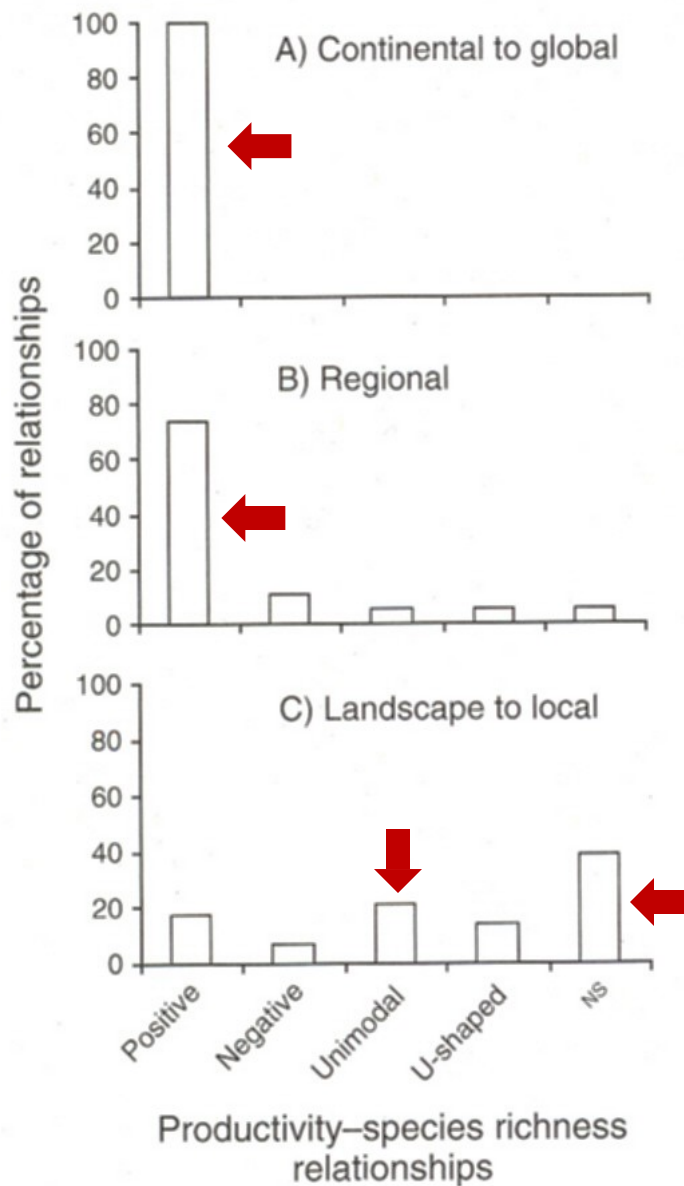 Percentage of relationships
A) Continental to global
100
80
60
40
20
0
B) Regional
100
80
60
40
20
0
C) Landscape to local
100
80
60
40
20
0
Positive
Negative
Unimodal
U-shaped
NS
Productivity–species richness
relationships